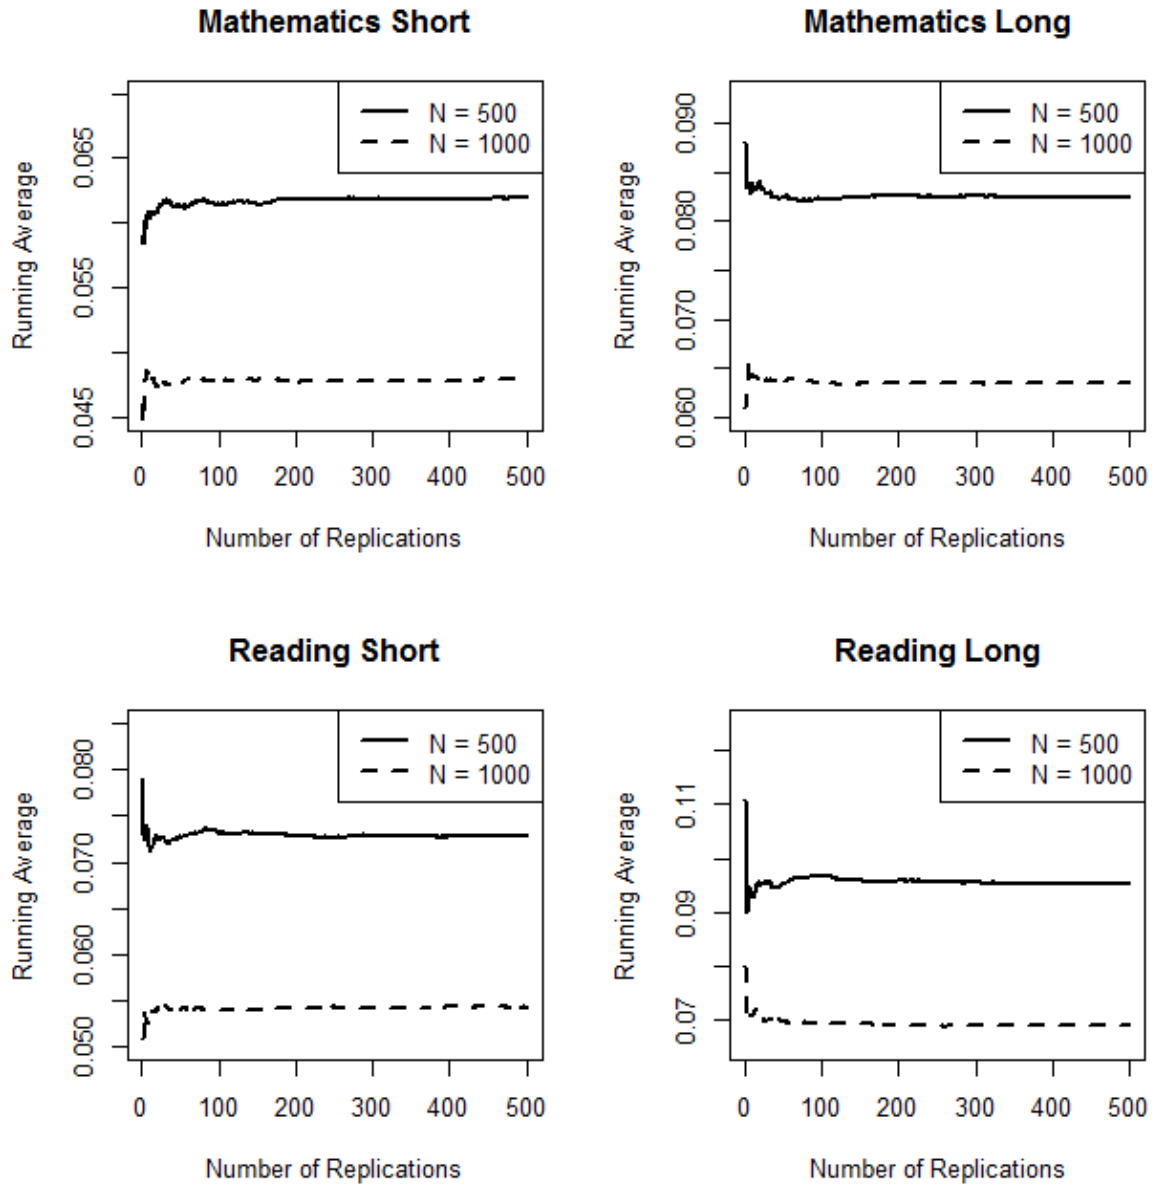 Mathematics Short
Running Average
0.065
0.055
0.045
N = 500
N = 1000
0 100 200 300 400 500
Number of Replications
Mathematics Long
Running Average
0.090
0.080
0.070
0.060
N = 500
N = 1000
0 100 200 300 400 500
Number of Replications
Reading Short
Running Average
0.080
0.070
0.060
0.050
N = 500
N = 1000
0 100 200 300 400 500
Number of Replications
Reading Long
Running Average
0.11
0.09
0.07
N = 500
N = 1000
0 100 200 300 400 500
Number of Replications